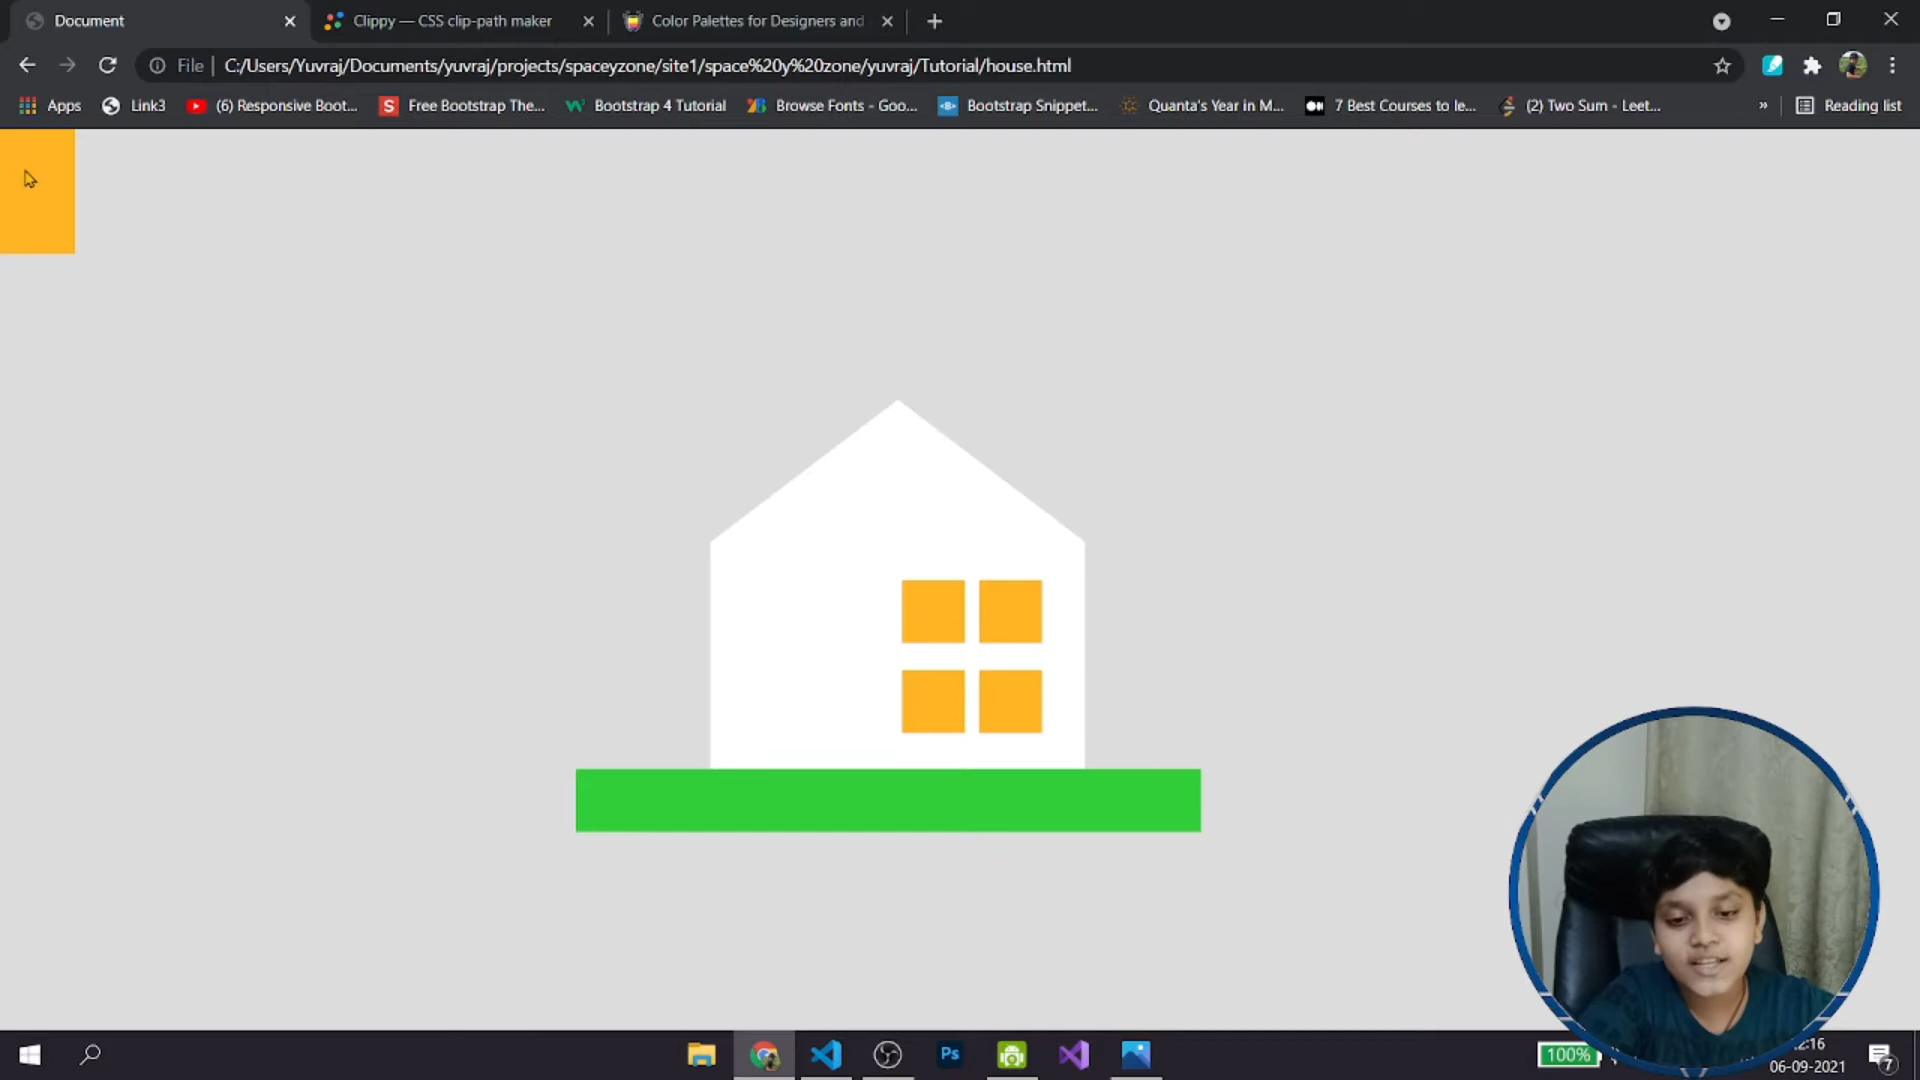 Document
Clippy — CSS clip-path maker
Color Palettes for Designers and
File
C:/Users/Yuvraj/Documents/yuvraj/projects/spaceyzone/site1/space%20y%20zone/yuvraj/Tutorial/house.html
Apps
Link3
(6) Responsive Boot...
Free Bootstrap The...
Bootstrap 4 Tutorial
Browse Fonts - Goo...
Bootstrap Snippet...
Quanta's Year in M...
7 Best Courses to le...
(2) Two Sum - Leet...
»
Reading list
Ps
100%
2:16
06-09-2021
7